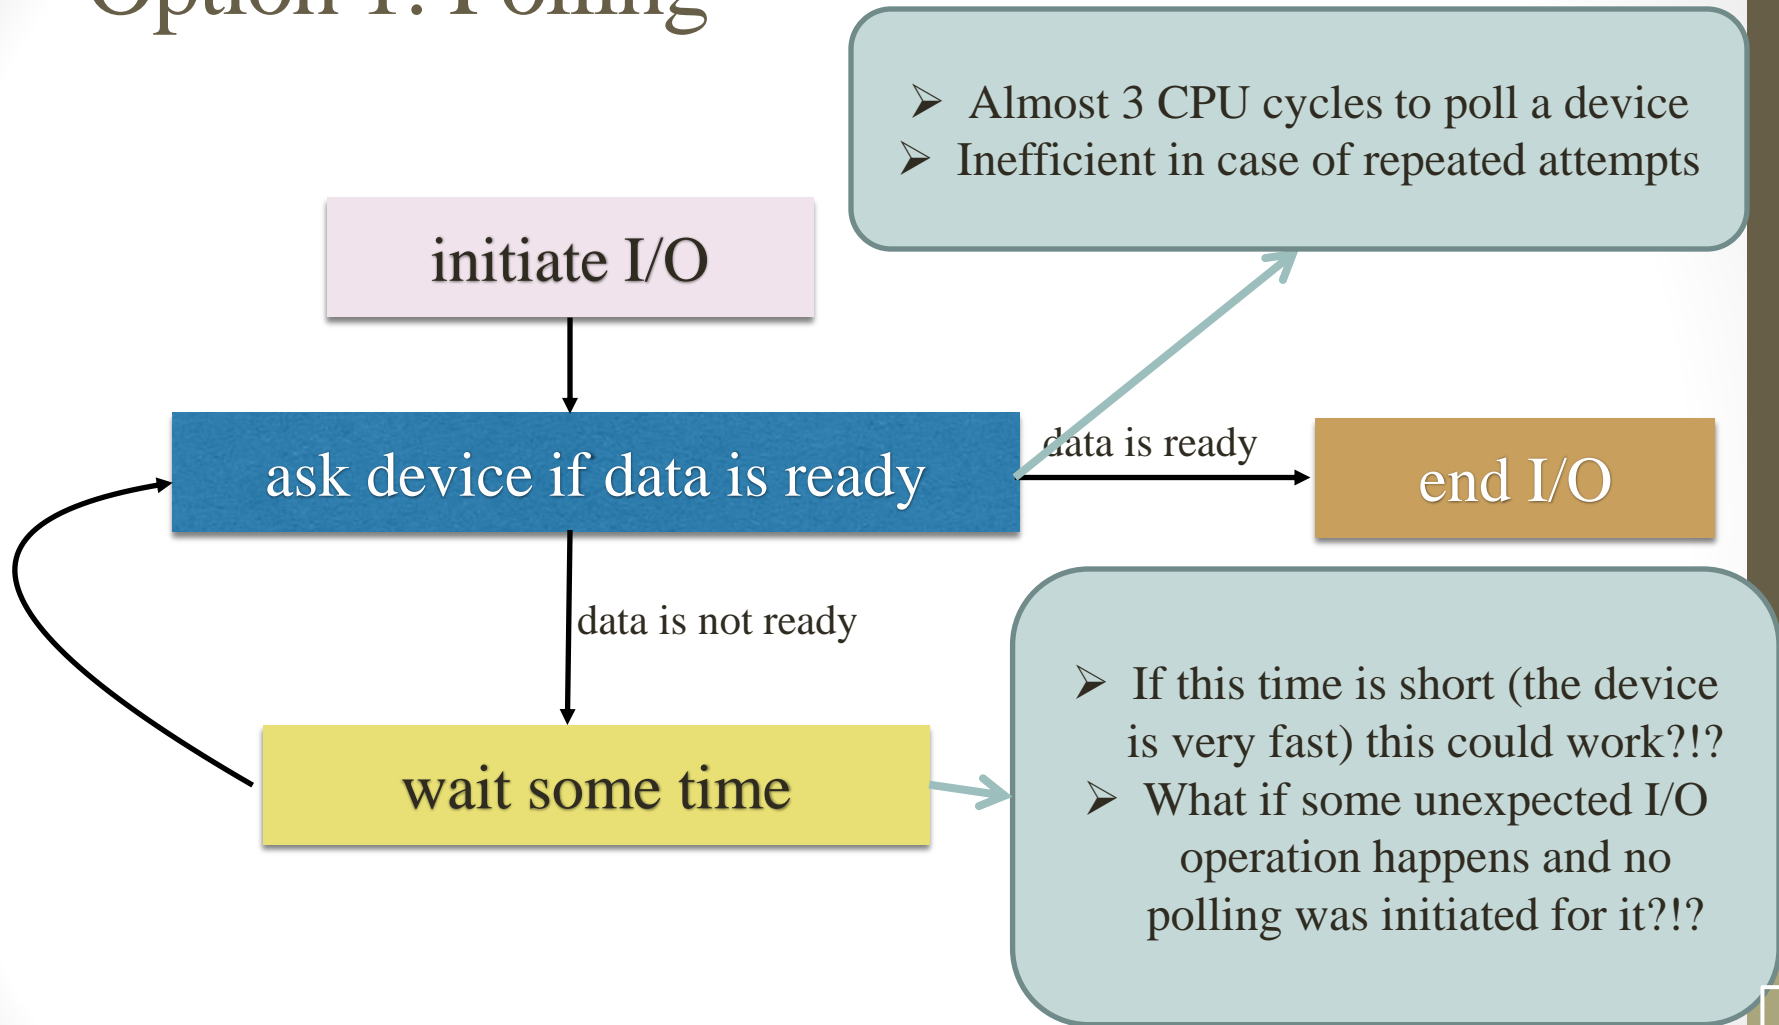 Option 1: Polling
➢ Almost 3 CPU cycles to poll a device
➢ Inefficient in case of repeated attempts
initiate I/O
ask device if data is ready
data is ready
end I/O
data is not ready
wait some time
➢ If this time is short (the device
is very fast) this could work?!?
➢ What if some unexpected I/O
operation happens and no
polling was initiated for it?!?